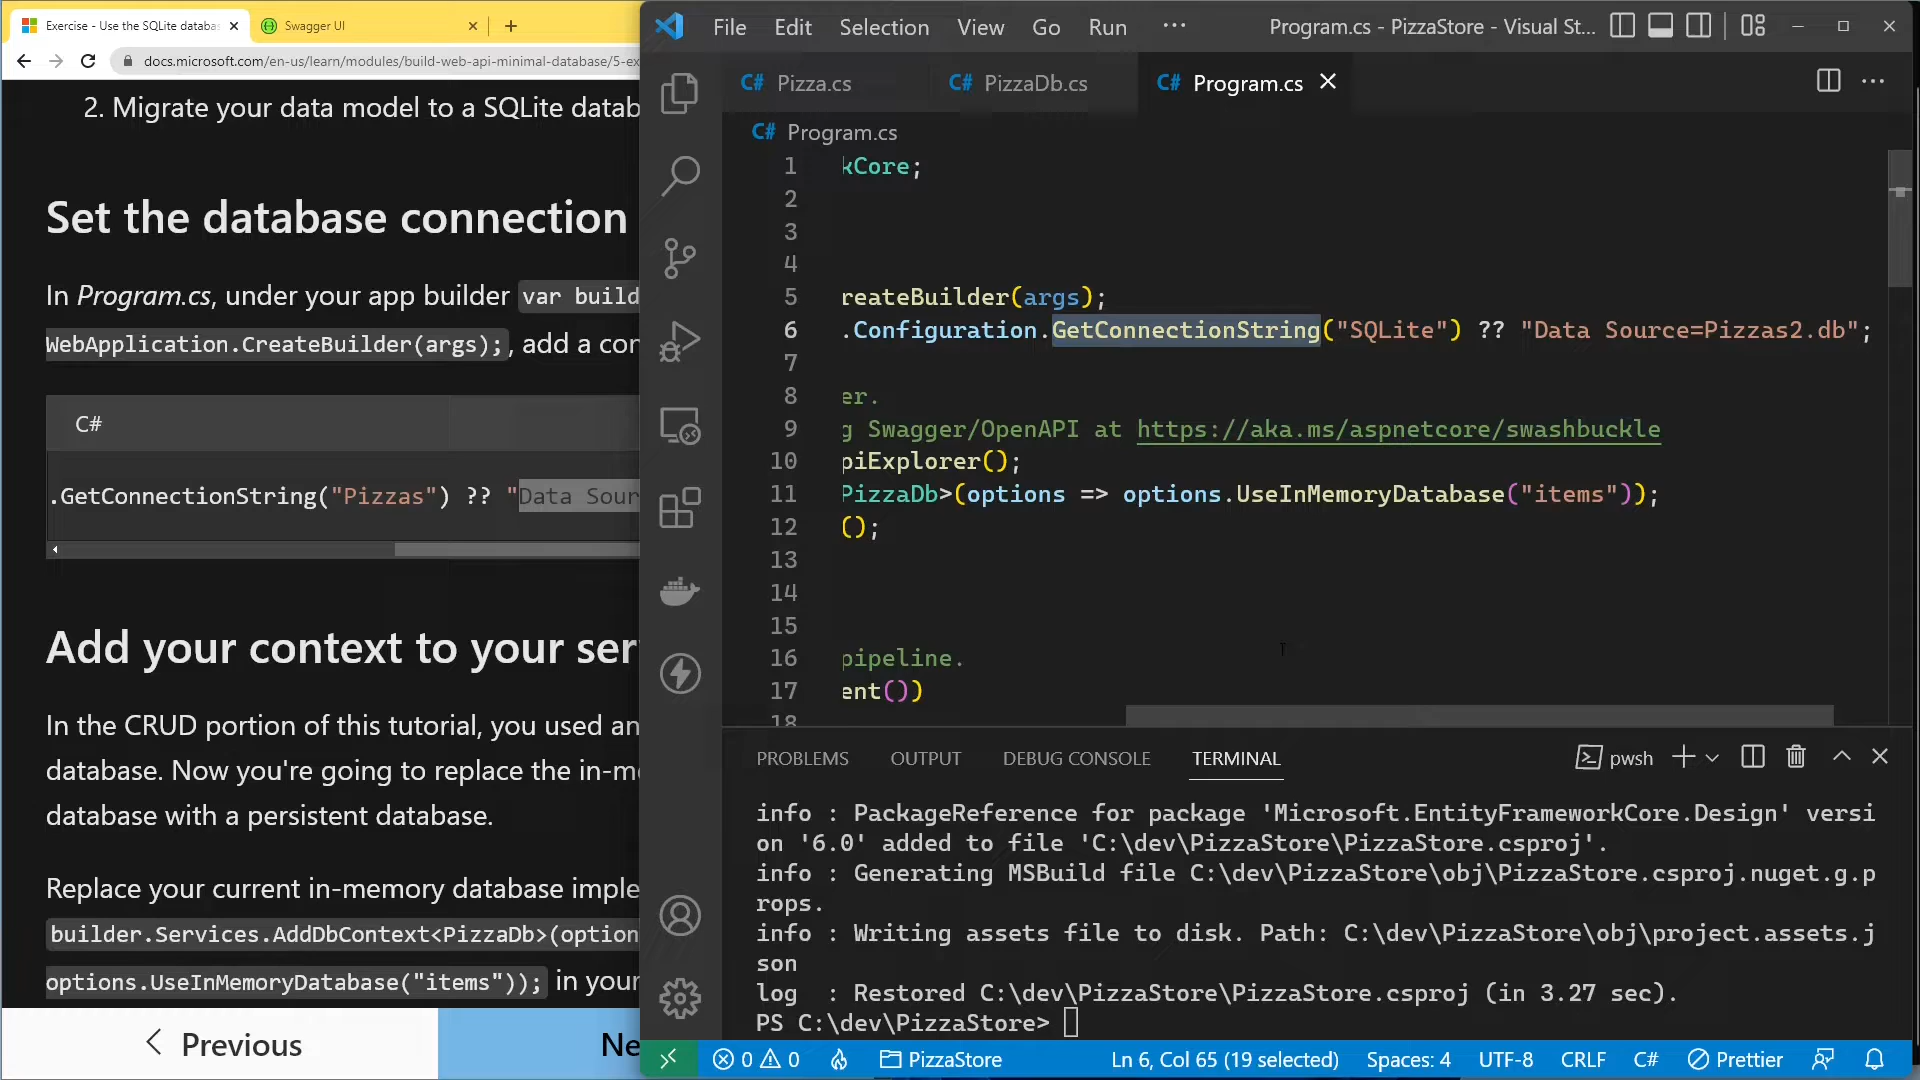 Exercise - Use the SQLite databas
Swagger UI
docs.microsoft.com/en-us/learn/modules/build-web-api-minimal-database/5-ex
2. Migrate your data model to a SQLite datab
Set the database connection
In Program.cs, under your app builder var build
WebApplication.CreateBuilder(args);, add a con
C#
.GetConnectionString("Pizzas") ?? "Data Sour
Add your context to your ser
In the CRUD portion of this tutorial, you used an
database. Now you're going to replace the in-m
database with a persistent database.
Replace your current in-memory database imple
builder.Services.AddDbContext<PizzaDb>(option
options.UseInMemoryDatabase("items")); in your
Previous
Ne
File Edit Selection View Go Run ··· Program.cs - PizzaStore - Visual St...
C# Pizza.cs C# PizzaDb.cs C# Program.cs
C# Program.cs
1 kCore;
2
3
4
5 reateBuilder(args);
6 .Configuration.GetConnectionString("SQLite") ?? "Data Source=Pizzas2.db";
7
8 er.
9 g Swagger/OpenAPI at https://aka.ms/aspnetcore/swashbuckle
10 piExplorer();
11 PizzaDb>(options => options.UseInMemoryDatabase("items"));
12 ();
13
14
15
16 pipeline.
17 ent())
18
PROBLEMS OUTPUT DEBUG CONSOLE TERMINAL pwsh
info : PackageReference for package 'Microsoft.EntityFrameworkCore.Design' versi
on '6.0' added to file 'C:\dev\PizzaStore\PizzaStore.csproj'.
info : Generating MSBuild file C:\dev\PizzaStore\obj\PizzaStore.csproj.nuget.g.p
rops.
info : Writing assets file to disk. Path: C:\dev\PizzaStore\obj\project.assets.j
son
log  : Restored C:\dev\PizzaStore\PizzaStore.csproj (in 3.27 sec).
PS C:\dev\PizzaStore>
0 0 PizzaStore Ln 6, Col 65 (19 selected) Spaces: 4 UTF-8 CRLF C# Prettier